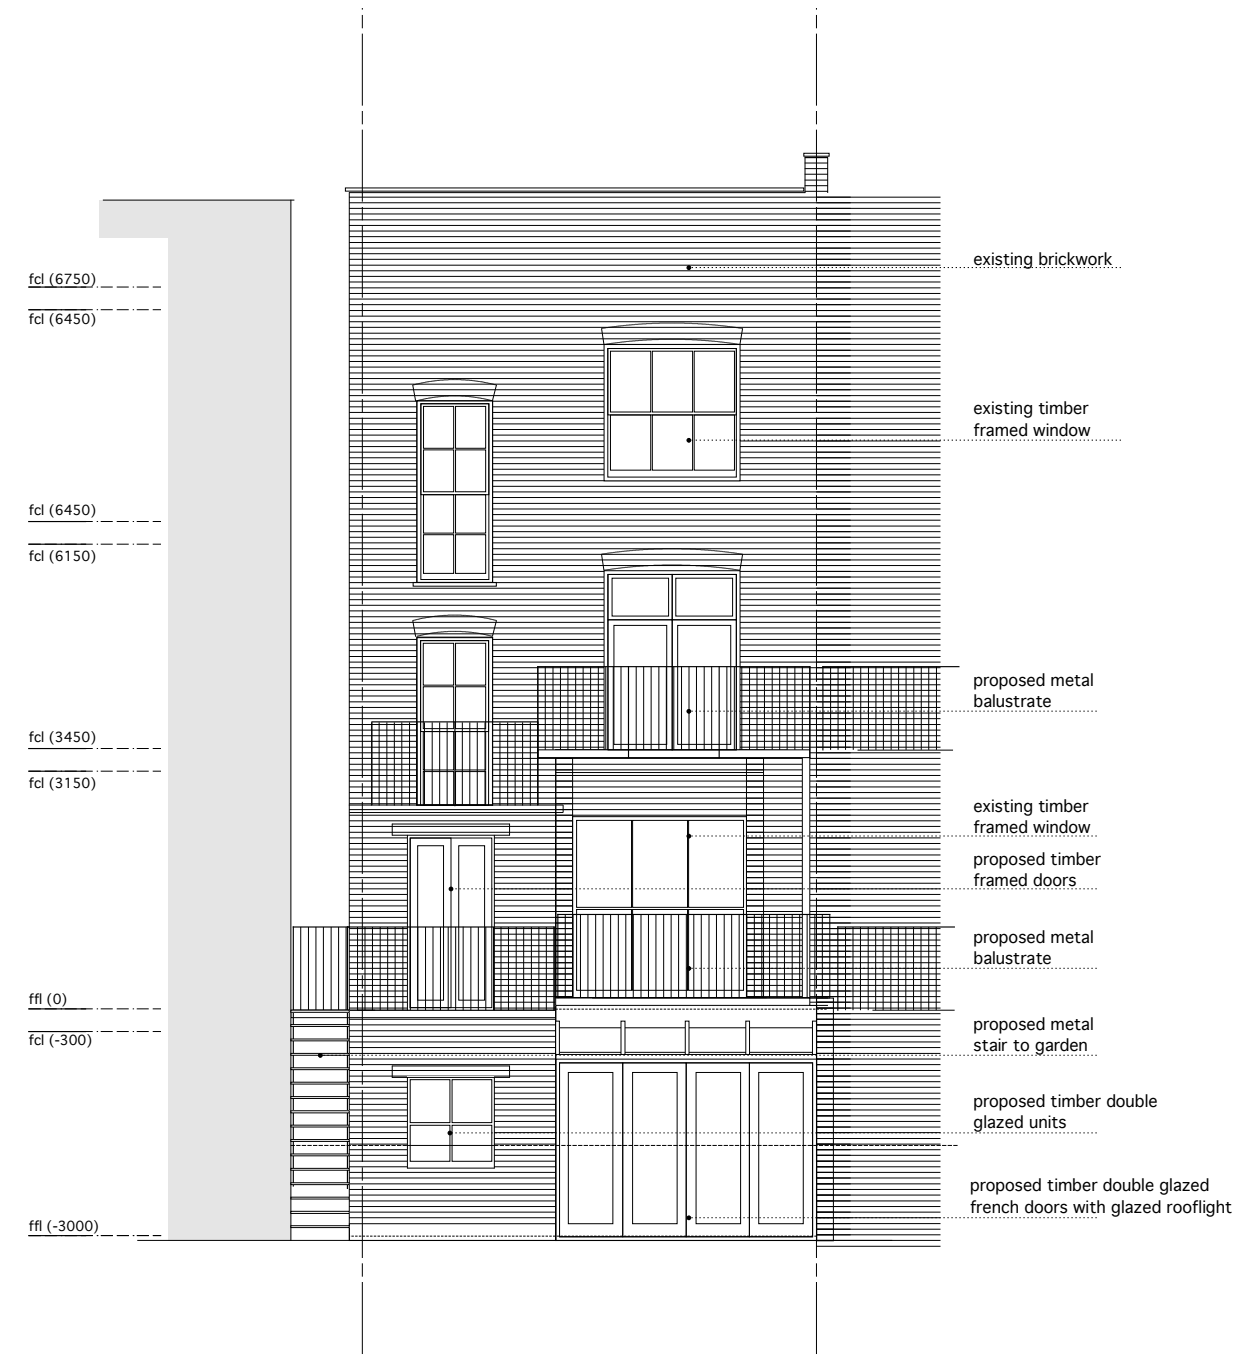 existing brickwork
fcl (6750)
fcl (6450)
existing timber
framed window
fcl (6450)
fcl (6150)
proposed metal
balustrate
fcl (3450)
fcl (3150)
existing timber
framed window
proposed timber
framed doors
proposed metal
balustrate
ffl (0)
fcl (-300)
proposed metal
stair to garden
proposed timber double
glazed units
proposed timber double glazed
french doors with glazed rooflight
ffl (-3000)